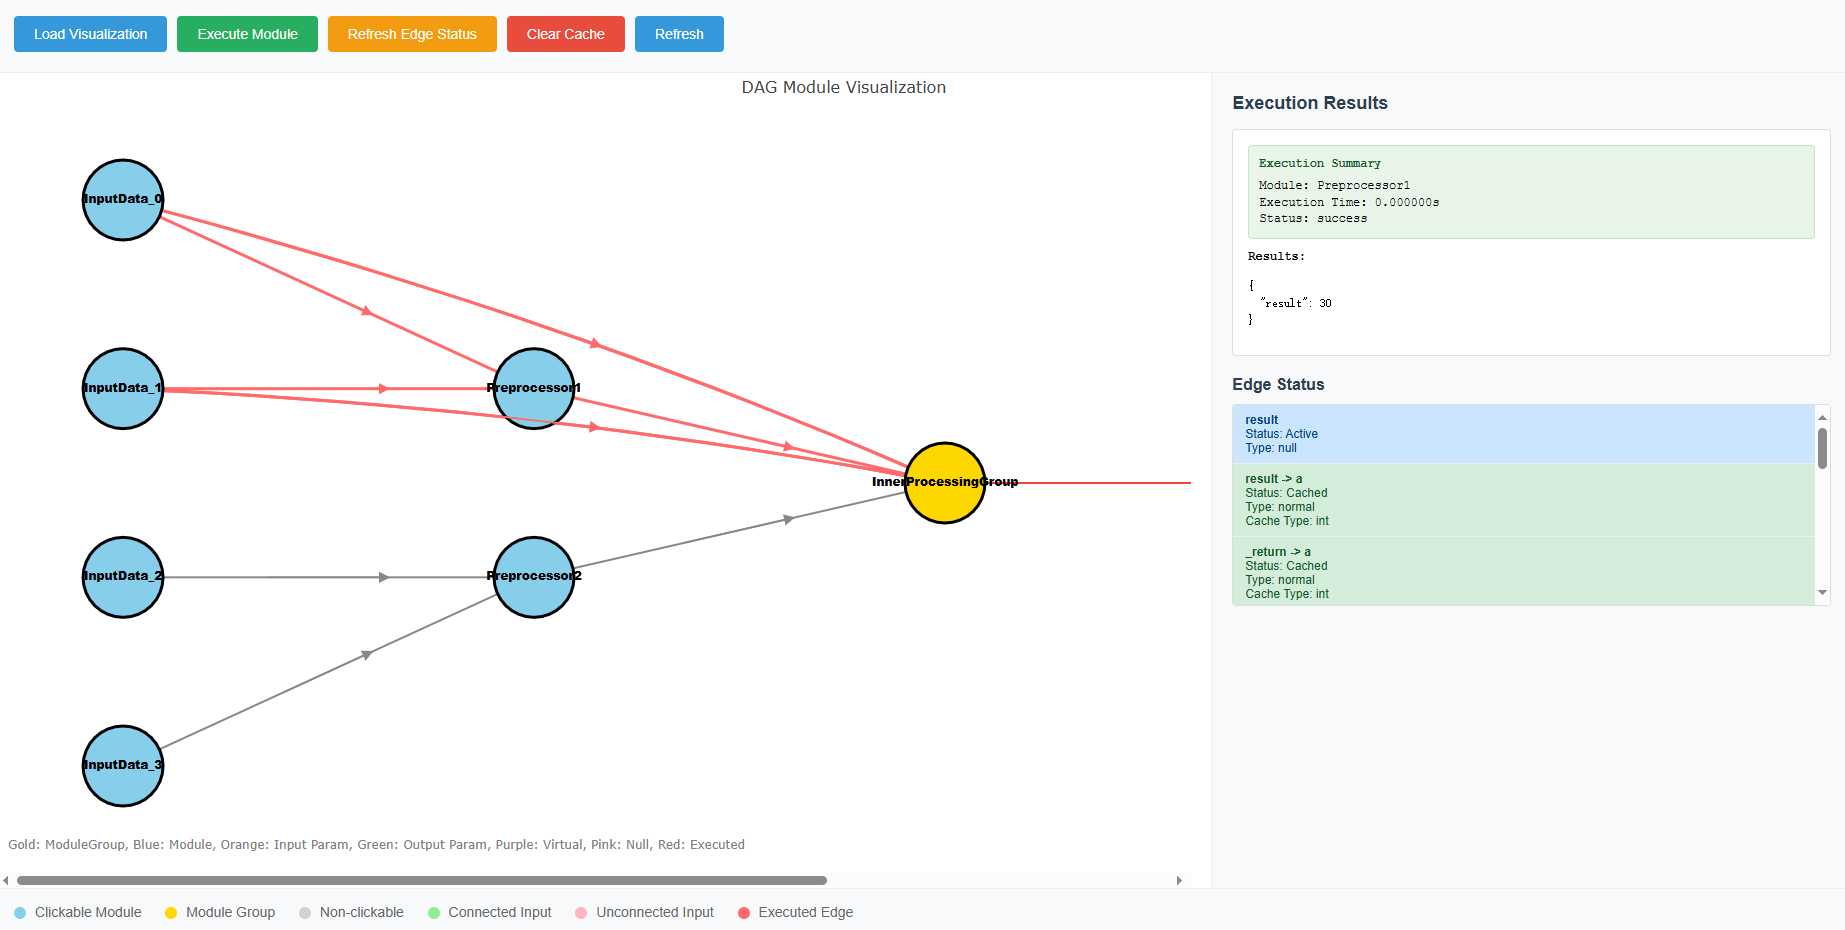 Load Visualization
Execute Module
Refresh Edge Status
Clear Cache
Refresh
DAG Module Visualization
InputData_0
InputData_1
Preprocessor1
InnerProcessingGroup
InputData_2
Preprocessor2
InputData_3
Gold: ModuleGroup, Blue: Module, Orange: Input Param, Green: Output Param, Purple: Virtual, Pink: Null, Red: Executed
Execution Results
Execution Summary
Module: Preprocessor1
Execution Time: 0.000000s
Status: success
Results:
{
"result": 30
}
Edge Status
result
Status: Active
Type: null
result -> a
Status: Cached
Type: normal
Cache Type: int
_return -> a
Status: Cached
Type: normal
Cache Type: int
Clickable Module
Module Group
Non-clickable
Connected Input
Unconnected Input
Executed Edge